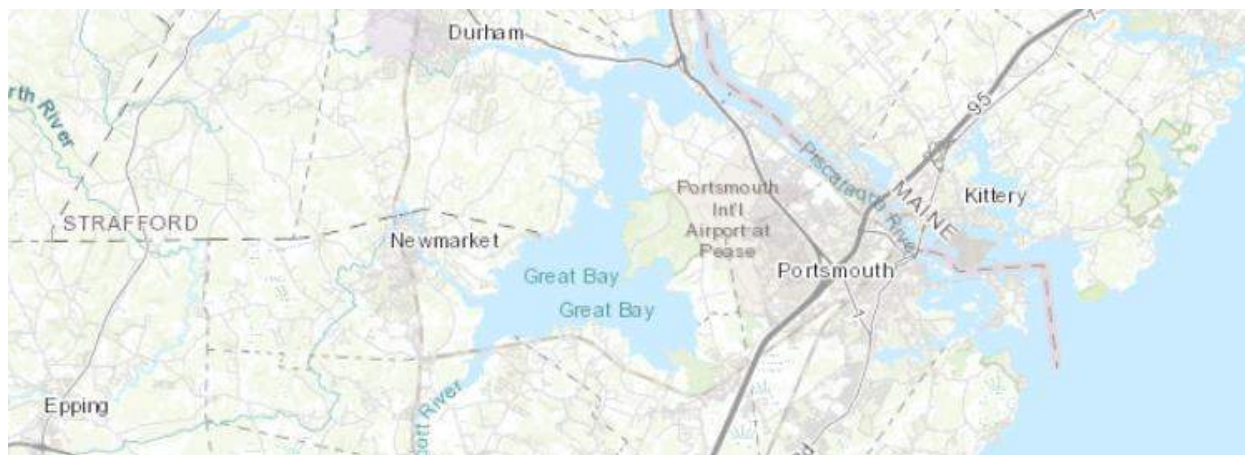 Durham
rth River
95
Piscataqua River
MAINE
Kittery
Portsmouth
Int'l
Airport at
Pease
STRAFFORD
Newmarket
Great Bay
Portsmouth
Great Bay
1
Epping
ott River